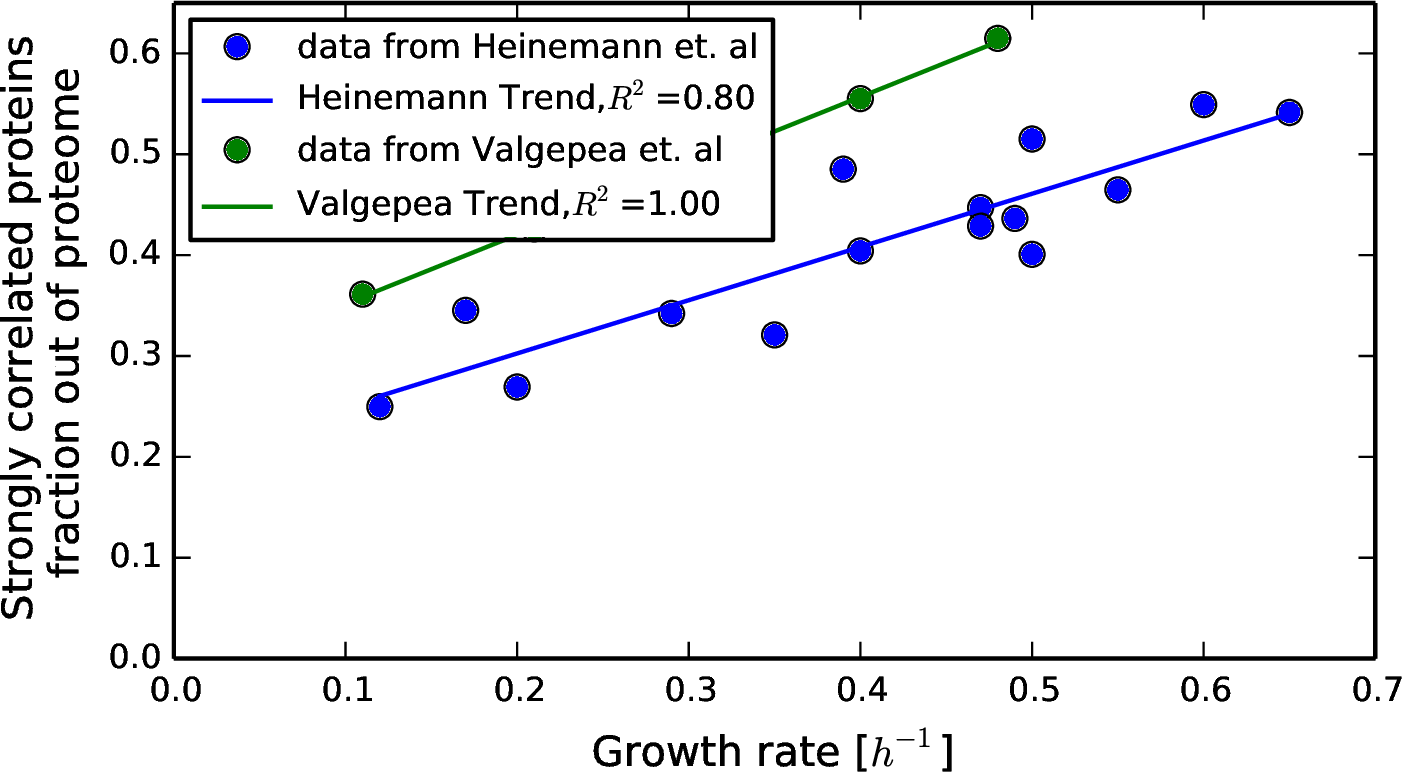 data from Heinemann et. al
Heinemann Trend,R² =0.80
data from Valgepea et. al
Valgepea Trend,R² =1.00
Strongly correlated proteins
fraction out of proteome
0.6
0.5
0.4
0.3
0.2
0.1
0.0
0.0 0.1 0.2 0.3 0.4 0.5 0.6 0.7
Growth rate [h⁻¹]